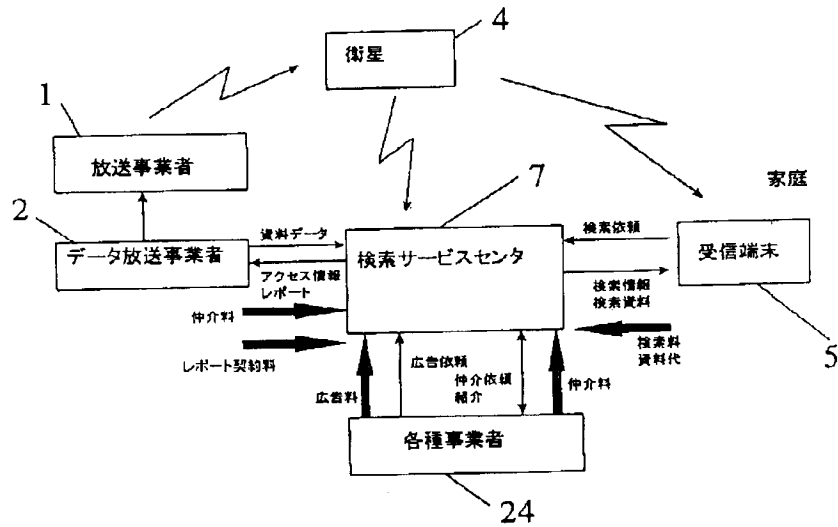 4
衛星
1
放送事業者
7
家庭
2
データ放送事業者
資料データ
アクセス情報
レポート
検索サービスセンタ
検索依頼
検索情報
検索資料
受信端末
5
仲介料
レポート契約料
検索料
資料代
広告料
広告依頼
仲介依頼
紹介
仲介料
各種事業者
24